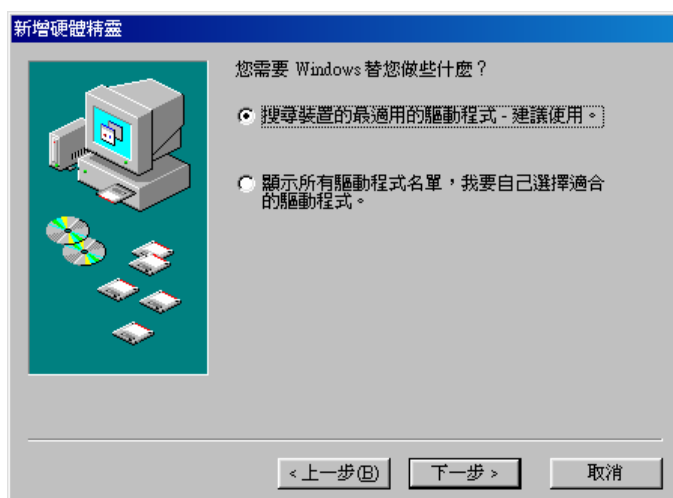 新增硬體精靈
您需要 Windows 替您做些什麼？
搜尋裝置的最適用的驅動程式 - 建議使用。
顯示所有驅動程式名單，我要自己選擇適合
的驅動程式。
< 上一步(B)
下一步 >
取消